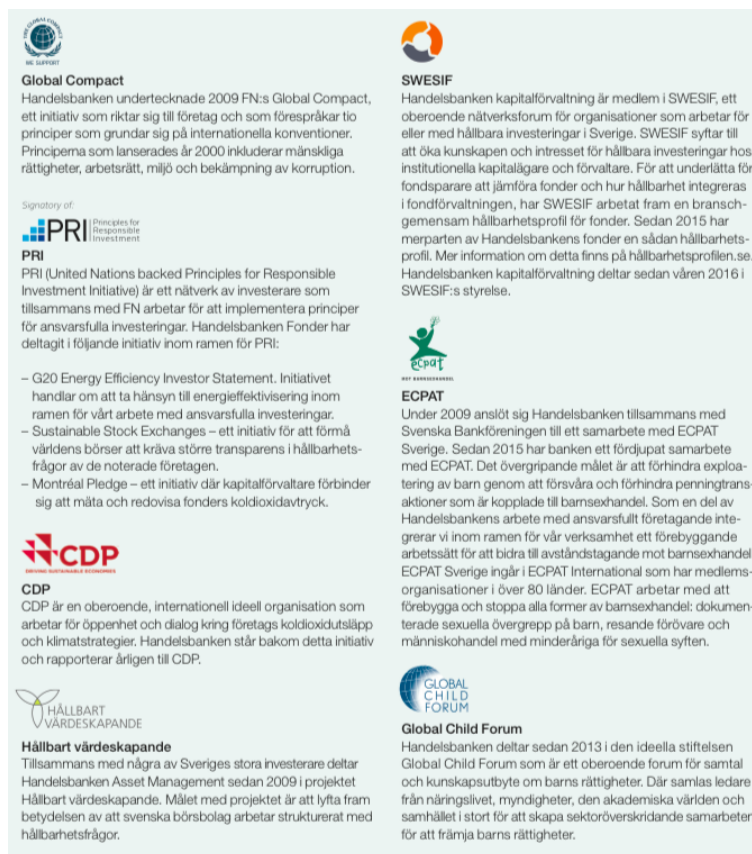 THE GLOBAL COMPACT
WE SUPPORT
Global Compact
Handelsbanken undertecknade 2009 FN:s Global Compact,
ett initiativ som riktar sig till företag och som förespråkar tio
principer som grundar sig på internationella konventioner.
Principerna som lanserades år 2000 inkluderar mänskliga
rättigheter, arbetsrätt, miljö och bekämpning av korruption.
Signatory of:
PRI Principles for
Responsible
Investment
PRI
PRI (United Nations backed Principles for Responsible
Investment Initiative) är ett nätverk av investerare som
tillsammans med FN arbetar för att implementera principer
för ansvarsfulla investeringar. Handelsbanken Fonder har
deltagit i följande initiativ inom ramen för PRI:
– G20 Energy Efficiency Investor Statement. Initiativet
handlar om att ta hänsyn till energieffektivisering inom
ramen för vårt arbete med ansvarsfulla investeringar.
– Sustainable Stock Exchanges – ett initiativ för att förmå
världens börser att kräva större transparens i hållbarhets-
frågor av de noterade företagen.
– Montréal Pledge – ett initiativ där kapitalförvaltare förbinder
sig att mäta och redovisa fonders koldioxidavtryck.
CDP
DRIVING SUSTAINABLE ECONOMIES
CDP
CDP är en oberoende, internationell ideell organisation som
arbetar för öppenhet och dialog kring företags koldioxidutsläpp
och klimatstrategier. Handelsbanken står bakom detta initiativ
och rapporterar årligen till CDP.
HÅLLBART
VÄRDESKAPANDE
Hållbart värdeskapande
Tillsammans med några av Sveriges stora investerare deltar
Handelsbanken Asset Management sedan 2009 i projektet
Hållbart värdeskapande. Målet med projektet är att lyfta fram
betydelsen av att svenska börsbolag arbetar strukturerat med
hållbarhetsfrågor.
SWESIF
Handelsbanken kapitalförvaltning är medlem i SWESIF, ett
oberoende nätverksforum för organisationer som arbetar för
eller med hållbara investeringar i Sverige. SWESIF syftar till
att öka kunskapen och intresset för hållbara investeringar hos
institutionella kapitalägare och förvaltare. För att underlätta för
fondsparare att jämföra fonder och hur hållbarhet integreras
i fondförvaltningen, har SWESIF arbetat fram en bransch-
gemensam hållbarhetsprofil för fonder. Sedan 2015 har
merparten av Handelsbankens fonder en sådan hållbarhets-
profil. Mer information om detta finns på hållbarhetsprofilen.se.
Handelsbanken kapitalförvaltning deltar sedan våren 2016 i
SWESIF:s styrelse.
ecpat
MOT BARNSEXHANDEL
ECPAT
Under 2009 anslöt sig Handelsbanken tillsammans med
Svenska Bankföreningen till ett samarbete med ECPAT
Sverige. Sedan 2015 har banken ett fördjupat samarbete
med ECPAT. Det övergripande målet är att förhindra exploa-
tering av barn genom att försvåra och förhindra penningtrans-
aktioner som är kopplade till barnsexhandel. Som en del av
Handelsbankens arbete med ansvarsfullt företagande inte-
grerar vi inom ramen för vår verksamhet ett förebyggande
arbetssätt för att bidra till avståndstagande mot barnsexhandel
ECPAT Sverige ingår i ECPAT International som har medlems-
organisationer i över 80 länder. ECPAT arbetar med att
förebygga och stoppa alla former av barnsexhandel: dokumen-
terade sexuella övergrepp på barn, resande förövare och
människohandel med minderåriga för sexuella syften.
GLOBAL
CHILD
FORUM
Global Child Forum
Handelsbanken deltar sedan 2013 i den ideella stiftelsen
Global Child Forum som är ett oberoende forum för samtal
och kunskapsutbyte om barns rättigheter. Där samlas ledare
från näringslivet, myndigheter, den akademiska världen och
samhället i stort för att skapa sektoröverskridande samarbeten
för att främja barns rättigheter.